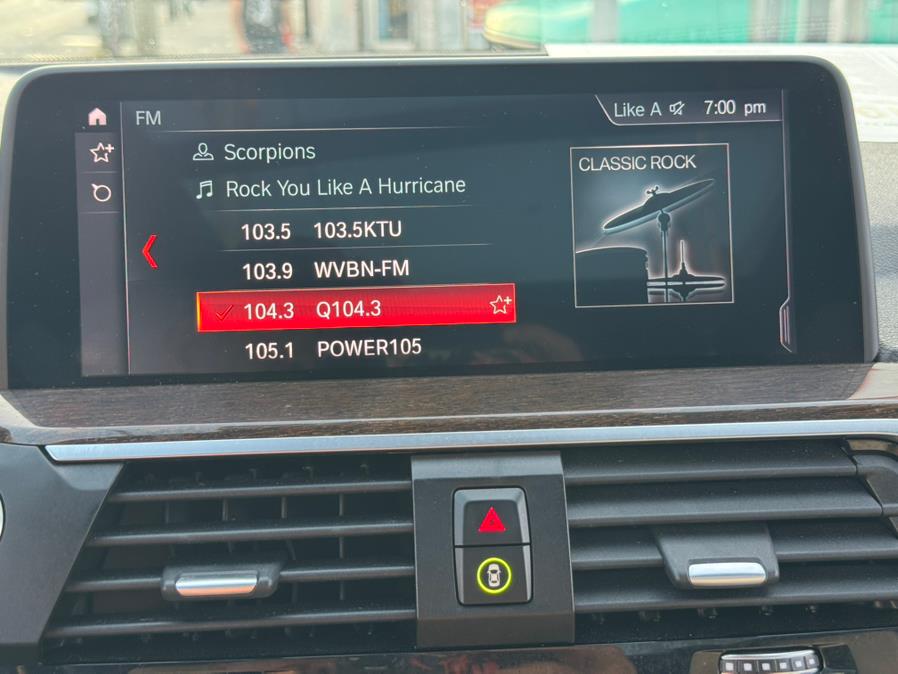 FM
Like A 7:00 pm
Scorpions
Rock You Like A Hurricane
CLASSIC ROCK
103.5 103.5KTU
103.9 WVBN-FM
104.3 Q104.3
105.1 POWER105